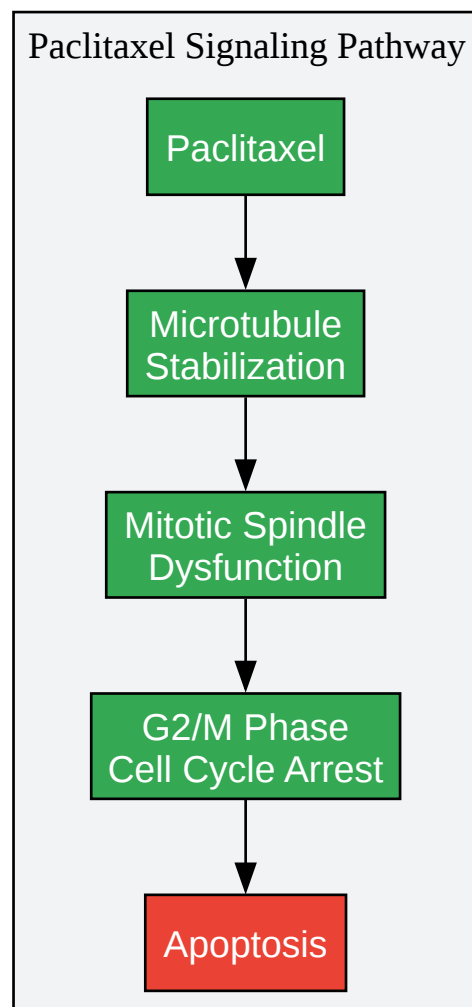 Paclitaxel Signaling Pathway
Paclitaxel
Microtubule
Stabilization
Mitotic Spindle
Dysfunction
G2/M Phase
Cell Cycle Arrest
Apoptosis